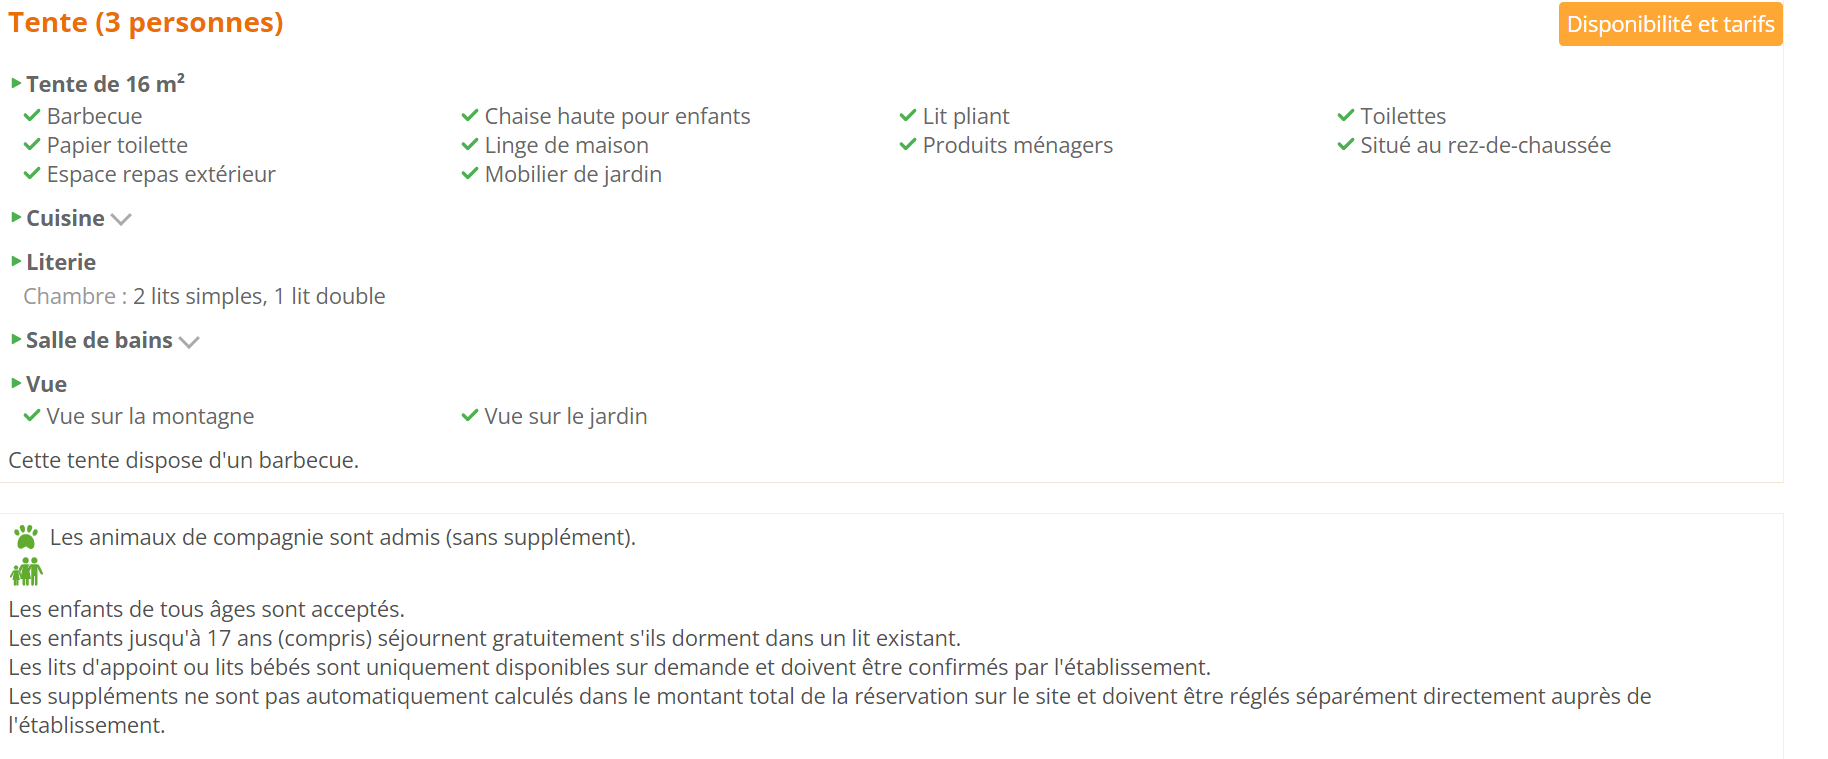 Tente (3 personnes)
Disponibilité et tarifs
Tente de 16 m²
Barbecue
Chaise haute pour enfants
Lit pliant
Toilettes
Papier toilette
Linge de maison
Produits ménagers
Situé au rez-de-chaussée
Espace repas extérieur
Mobilier de jardin
Cuisine
Literie
Chambre : 2 lits simples, 1 lit double
Salle de bains
Vue
Vue sur la montagne
Vue sur le jardin
Cette tente dispose d'un barbecue.
Les animaux de compagnie sont admis (sans supplément).
Les enfants de tous âges sont acceptés.
Les enfants jusqu'à 17 ans (compris) séjournent gratuitement s'ils dorment dans un lit existant.
Les lits d'appoint ou lits bébés sont uniquement disponibles sur demande et doivent être confirmés par l'établissement.
Les suppléments ne sont pas automatiquement calculés dans le montant total de la réservation sur le site et doivent être réglés séparément directement auprès de
l'établissement.